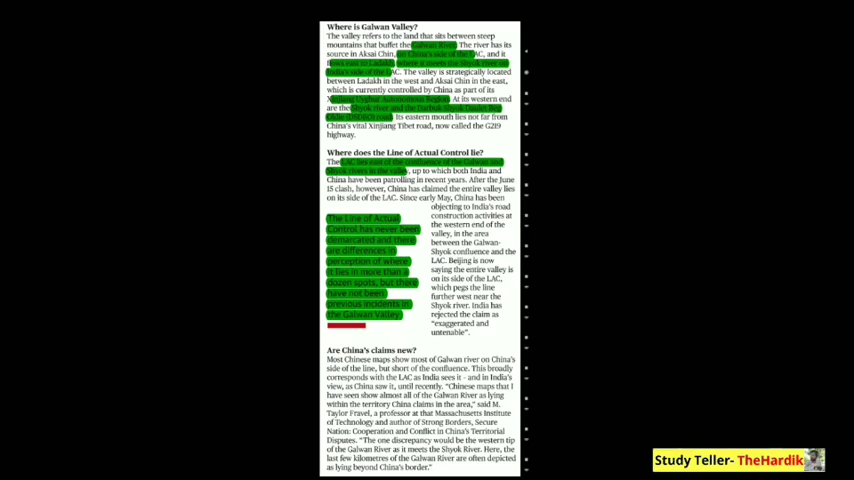 Where is Galwan Valley?
The valley refers to the land that sits between steep
mountains that buffet the Galwan River. The river has its
source in Aksai Chin, on China's side of the LAC, and it
flows east to Ladakh, where it meets the Shyok river on
India's side of the LAC. The valley is strategically located
between Ladakh in the west and Aksai Chin in the east,
which is currently controlled by China as part of its
Xinjiang Uyghur Autonomous Region. At its western end
are the Shyok river and the Darbuk Shyok Daulet Beg
Oldie (DSDBO) road. Its eastern mouth lies not far from
China's vital Xinjiang Tibet road, now called the G219
highway.
Where does the Line of Actual Control lie?
The LAC lies east of the confluence of the Galwan and
Shyok rivers in the valley, up to which both India and
China have been patrolling in recent years. After the June
15 clash, however, China has claimed the entire valley lies
on its side of the LAC. Since early May, China has been
objecting to India's road
construction activities at
the western end of the
valley, in the area
between the Galwan-
Shyok confluence and the
LAC. Beijing is now
saying the entire valley is
on its side of the LAC,
which pegs the line
further west near the
Shyok river. India has
rejected the claim as
"exaggerated and
untenable".
The Line of Actual
Control has never been
demarcated and there
are differences in
perception of where
it lies in more than a
dozen spots, but there
have not been
previous incidents in
the Galwan Valley
Are China's claims new?
Most Chinese maps show most of Galwan river on China's
side of the line, but short of the confluence. This broadly
corresponds with the LAC as India sees it – and in India's
view, as China saw it, until recently. "Chinese maps that I
have seen show almost all of the Galwan River as lying
within the territory China claims in the area," said M.
Taylor Fravel, a professor at that Massachusetts Institute
of Technology and author of Strong Borders, Secure
Nation: Cooperation and Conflict in China's Territorial
Disputes. "The one discrepancy would be the western tip
of the Galwan River as it meets the Shyok River. Here, the
last few kilometres of the Galwan River are often depicted
as lying beyond China's border."
Study Teller- TheHardik